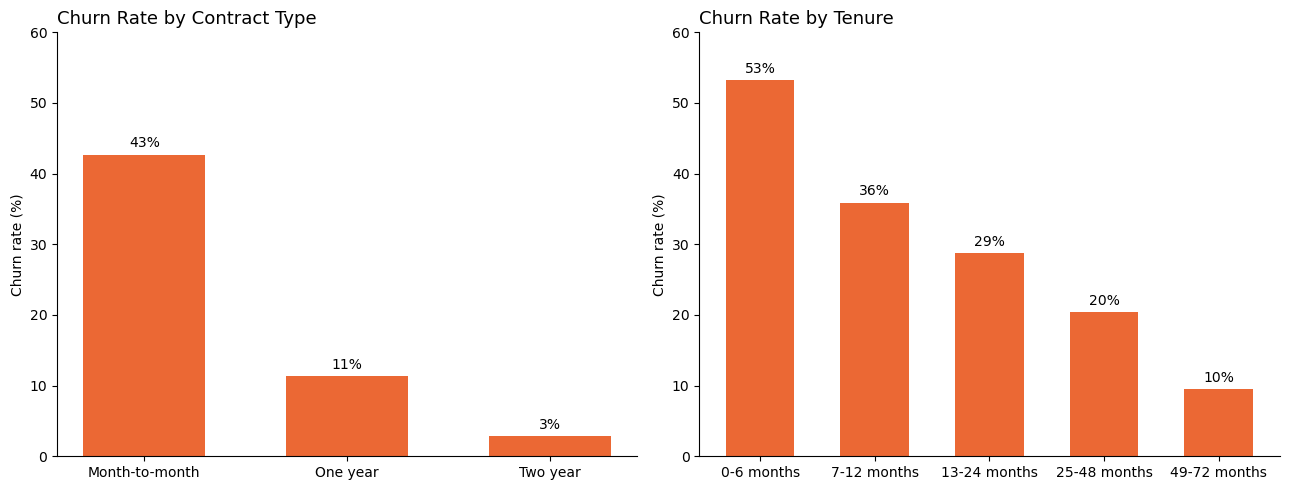 Churn Rate by Contract Type
Churn rate (%)
60
50
40
30
20
10
0
43%
11%
3%
Month-to-month
One year
Two year
Churn Rate by Tenure
Churn rate (%)
60
50
40
30
20
10
0
53%
36%
29%
20%
10%
0-6 months
7-12 months
13-24 months
25-48 months
49-72 months